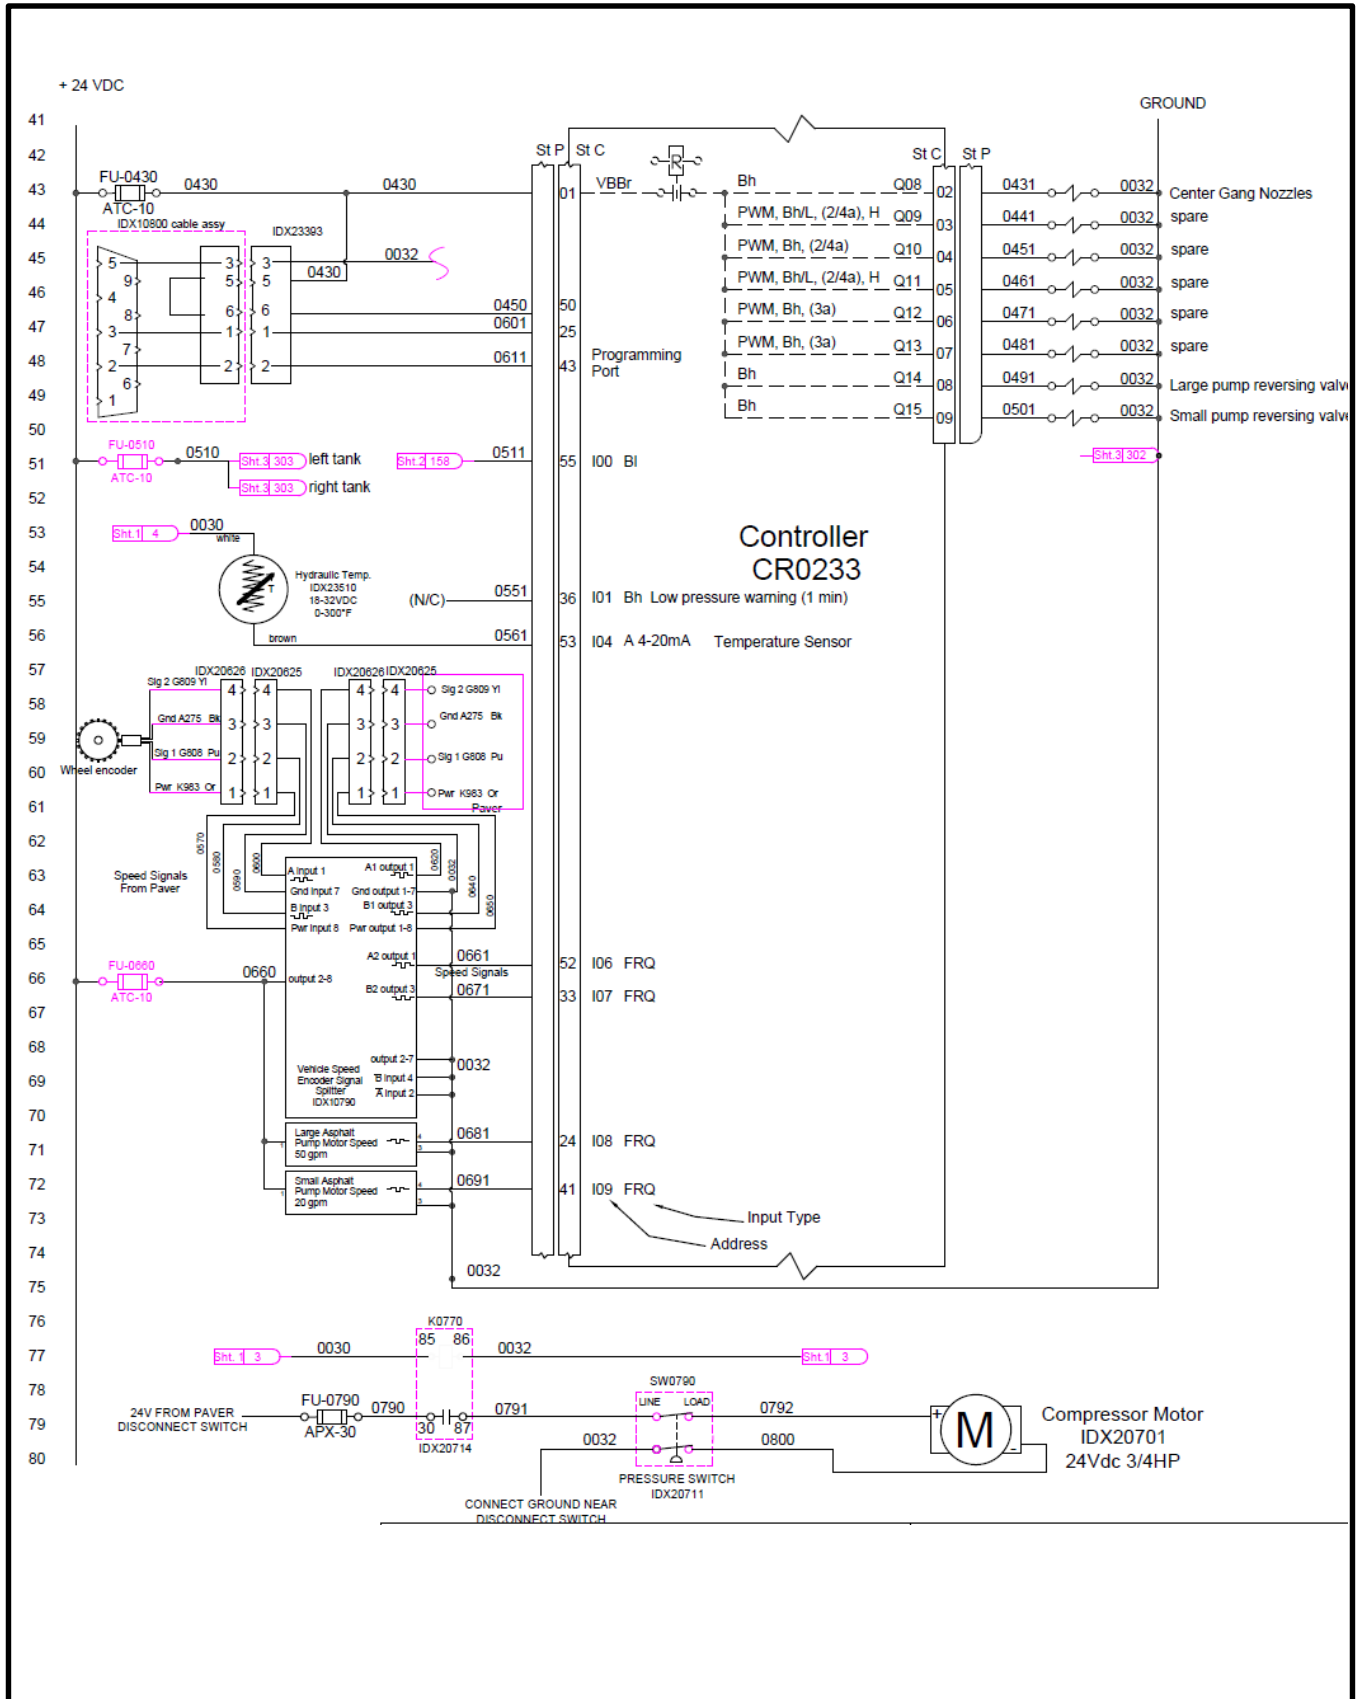 + 24 VDC
GROUND
41
42
St P St C
St C St P
43
FU-0430
0430
0430
01
VBBr
R
Bh
Q08
02
0431
0032
Center Gang Nozzles
ATC-10
44
IDX10800 cable assy
IDX23393
PWM, Bh/L, (2/4a), H
Q09
03
0441
0032
spare
45
5
3
3
0032
PWM, Bh, (2/4a)
Q10
04
0451
0032
spare
9
5
5
0430
46
4
PWM, Bh/L, (2/4a), H
Q11
05
0461
0032
spare
8
6
6
0450
50
47
3
1
1
0601
25
PWM, Bh, (3a)
Q12
06
0471
0032
spare
7
48
2
2
2
0611
43
Programming
Port
PWM, Bh, (3a)
Q13
07
0481
0032
spare
6
Bh
Q14
08
0491
0032
Large pump reversing valv
49
1
Bh
Q15
09
0501
0032
Small pump reversing valv
50
51
FU-0510
0510
Sht.3 303
left tank
Sht.2 158
0511
55
I00 BI
Sht.3 302
ATC-10
Sht.3 303
right tank
52
53
Sht.1 4
0030
white
Controller
CR0233
54
Hydraulic Temp.
IDX23510
18-32VDC
0-300°F
T
55
(N/C)
0551
36
I01 Bh Low pressure warning (1 min)
56
brown
0561
53
I04 A 4-20mA
Temperature Sensor
57
IDX20626 IDX20625
IDX20626 IDX20625
58
Sig 2 G809 Yl
4 4
4 4
Sig 2 G809 Yl
59
Gnd A275 Bk
3 3
3 3
Gnd A275 Bk
60
Wheel encoder
Sig 1 G808 Pu
2 2
2 2
Sig 1 G808 Pu
61
Pwr K983 Or
1 1
1 1
Pwr K983 Or
Paver
62
0570
0580
0590
0600
0620
0032
0640
0650
63
Speed Signals
From Paver
A Input 1
A1 output 1
Gnd Input 7
Gnd output 1-7
64
B Input 3
B1 output 3
Pwr Input 8
Pwr output 1-8
65
A2 output 1
0661
52
I06 FRQ
66
FU-0660
0660
output 2-8
Speed Signals
ATC-10
B2 output 3
0671
33
I07 FRQ
67
68
output 2-7
0032
69
Vehicle Speed
Encoder Signal
Splitter
IDX10790
B Input 4
A Input 2
70
71
Large Asphalt
Pump Motor Speed
50 gpm
1
4
3
0681
24
I08 FRQ
72
Small Asphalt
Pump Motor Speed
20 gpm
1
4
3
0691
41
I09 FRQ
73
Input Type
74
Address
75
0032
76
K0770
77
Sht. 1 3
0030
85 86
0032
Sht.1 3
78
SW0790
79
24V FROM PAVER
DISCONNECT SWITCH
FU-0790
APX-30
0790
30 87
0791
LINE LOAD
0792
+
M
-
Compressor Motor
IDX20701
24Vdc 3/4HP
80
IDX20714
0032
0800
PRESSURE SWITCH
IDX20711
CONNECT GROUND NEAR
DISCONNECT SWITCH